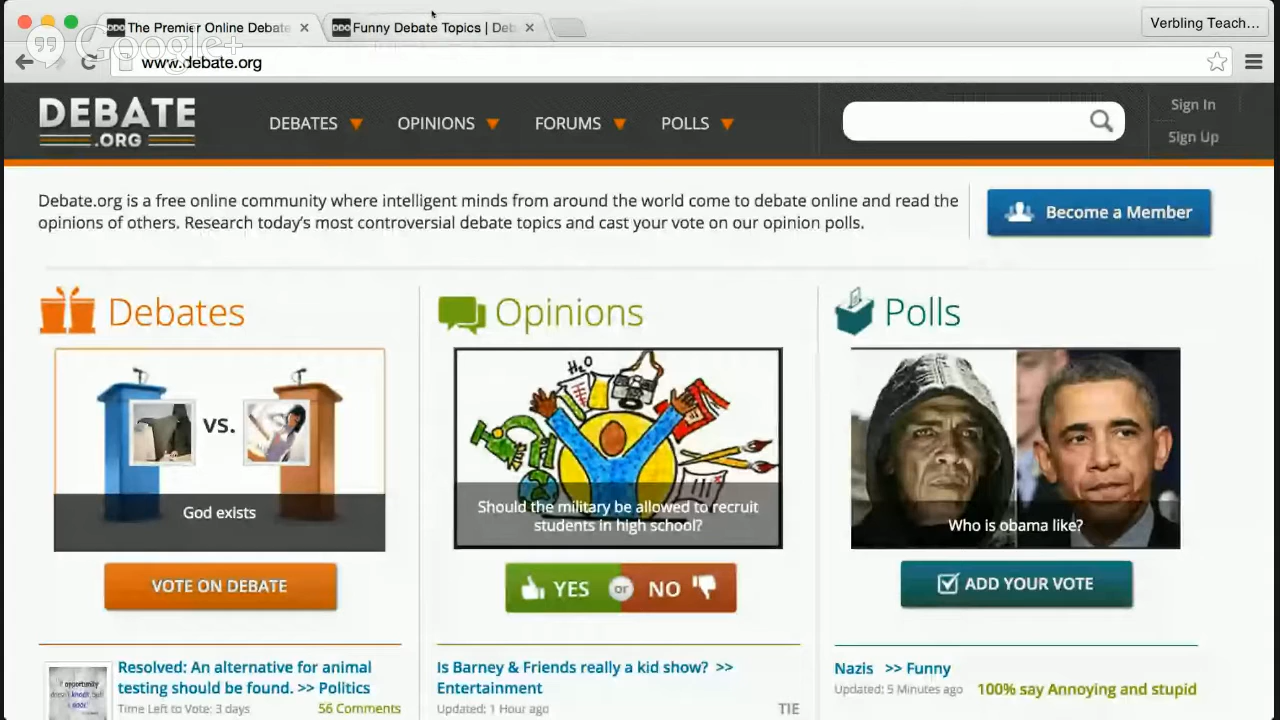 The Premier Online Debate
Funny Debate Topics | Deb
Verbling Teach...
Google+
www.debate.org
DEBATE
.ORG
DEBATES
OPINIONS
FORUMS
POLLS
Sign In
Sign Up
Debate.org is a free online community where intelligent minds from around the world come to debate online and read the
opinions of others. Research today's most controversial debate topics and cast your vote on our opinion polls.
Become a Member
Debates
Opinions
Polls
VS.
God exists
H₂O
Should the military be allowed to recruit
students in high school?
Who is obama like?
VOTE ON DEBATE
YES or NO
ADD YOUR VOTE
Resolved: An alternative for animal
testing should be found. >> Politics
Time Left to Vote: 3 days
56 Comments
Is Barney & Friends really a kid show? >>
Entertainment
Updated: 1 Hour ago
TIE
Nazis >> Funny
Updated: 5 Minutes ago
100% say Annoying and stupid